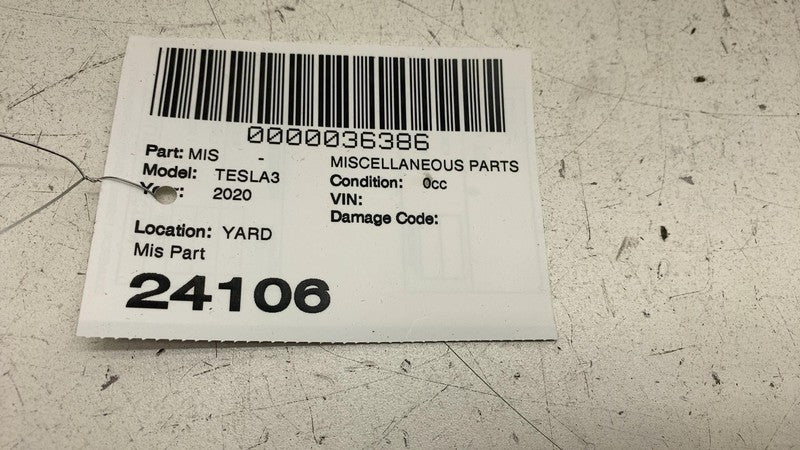 0000036386
Part: MIS - MISCELLANEOUS PARTS
Model: TESLA3 Condition: 0cc
Year: 2020 VIN:
Damage Code:
Location: YARD
Mis Part
24106